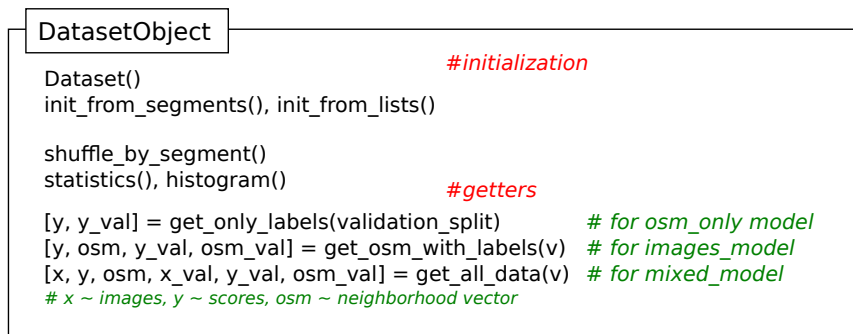 DatasetObject
#initialization
Dataset()
init_from_segments(), init_from_lists()
shuffle_by_segment()
statistics(), histogram()
#getters
[y, y_val] = get_only_labels(validation_split) # for osm_only model
[y, osm, y_val, osm_val] = get_osm_with_labels(v) # for images_model
[x, y, osm, x_val, y_val, osm_val] = get_all_data(v) # for mixed_model
# x ~ images, y ~ scores, osm ~ neighborhood vector